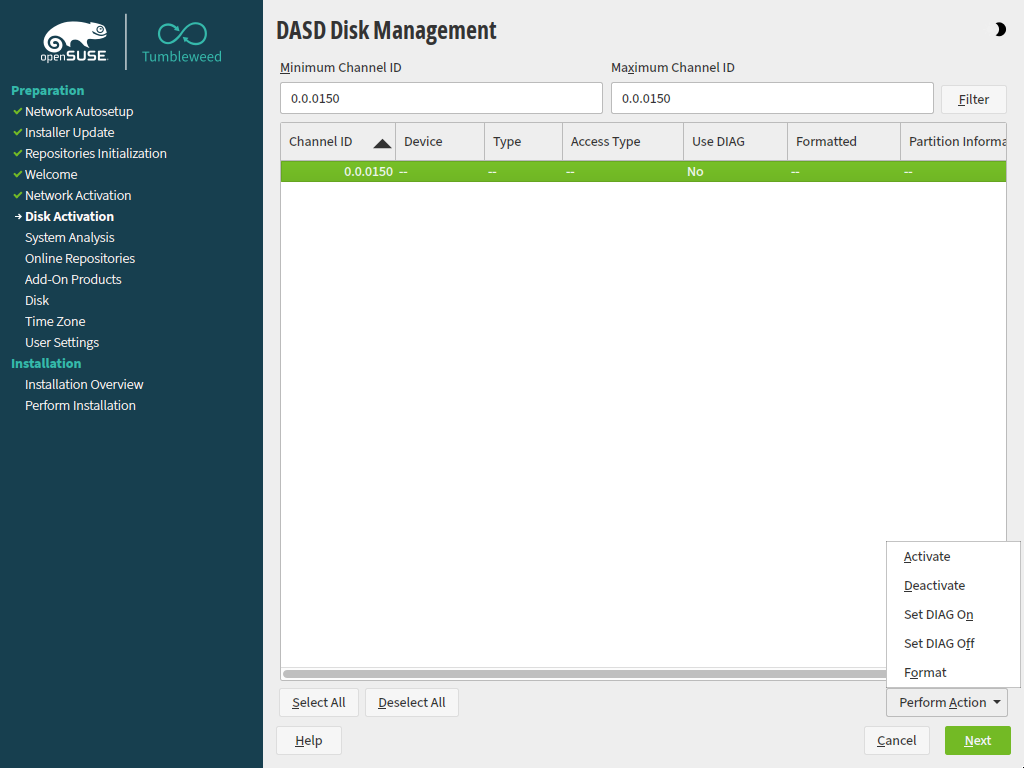 openSUSE
Tumbleweed
Preparation
Network Autosetup
Installer Update
Repositories Initialization
Welcome
Network Activation
Disk Activation
System Analysis
Online Repositories
Add-On Products
Disk
Time Zone
User Settings
Installation
Installation Overview
Perform Installation
DASD Disk Management
Minimum Channel ID Maximum Channel ID
0.0.0150 0.0.0150 Filter
Channel ID Device Type Access Type Use DIAG Formatted Partition Informa
0.0.0150 -- -- -- No -- --
Activate
Deactivate
Set DIAG On
Set DIAG Off
Format
Select All Deselect All Perform Action
Help Cancel Next